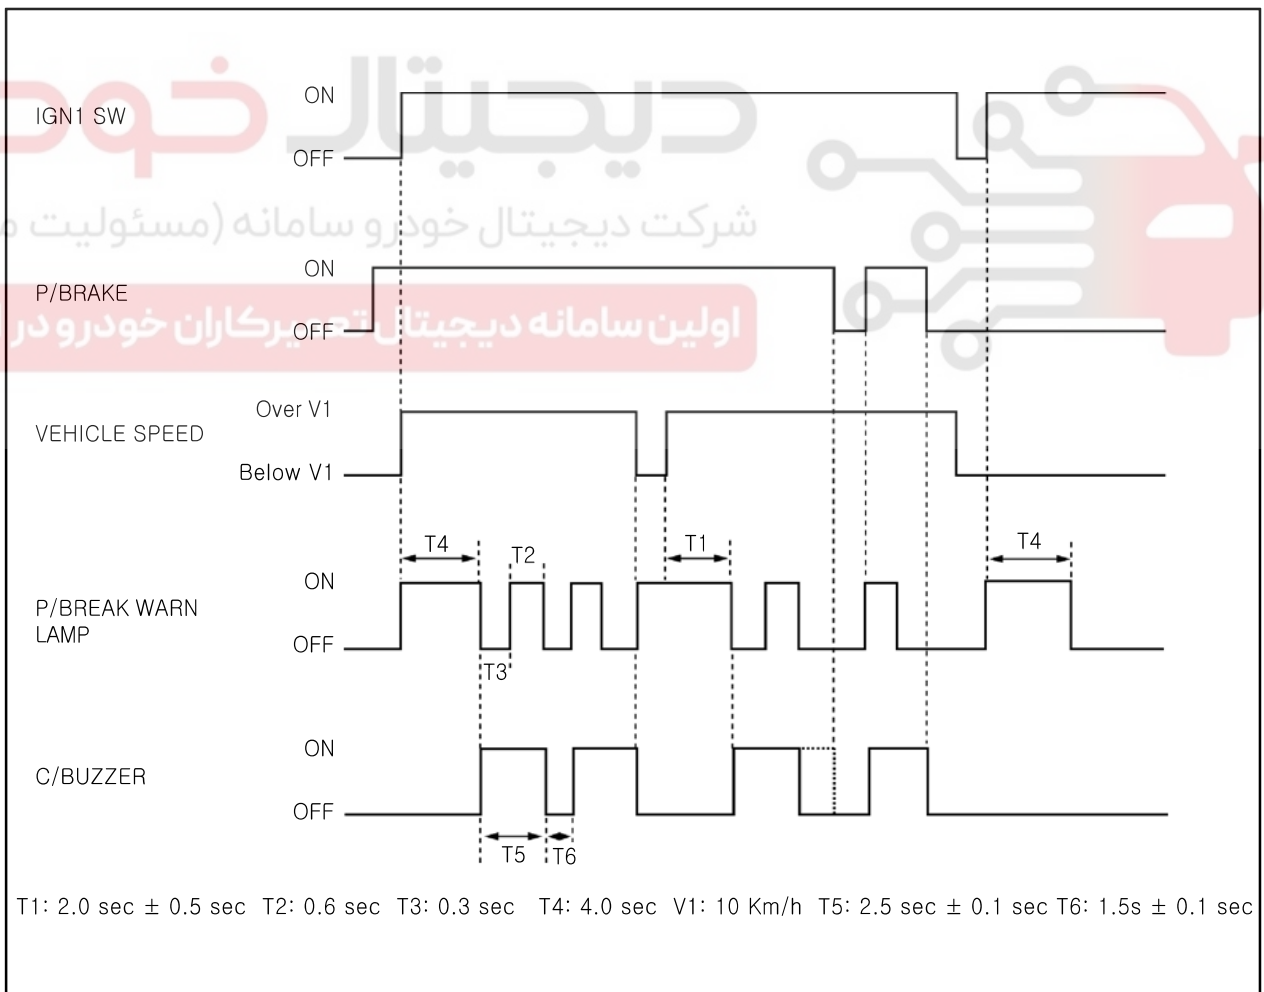 دیجیتال خود
ON
IGN1 SW
OFF
شرکت دیجیتال خودرو سامانه (مسئولیت
ON
P/BRAKE
اولین سامانه دیجیتال تعمیرکاران خودرو در
OFF
Over V1
VEHICLE SPEED
Below V1
T4
T2
T1
T4
ON
P/BREAK WARN
LAMP
OFF
T3
ON
C/BUZZER
OFF
T5
T6
T1: 2.0 sec ± 0.5 sec T2: 0.6 sec T3: 0.3 sec T4: 4.0 sec V1: 10 Km/h T5: 2.5 sec ± 0.1 sec T6: 1.5s ± 0.1 sec